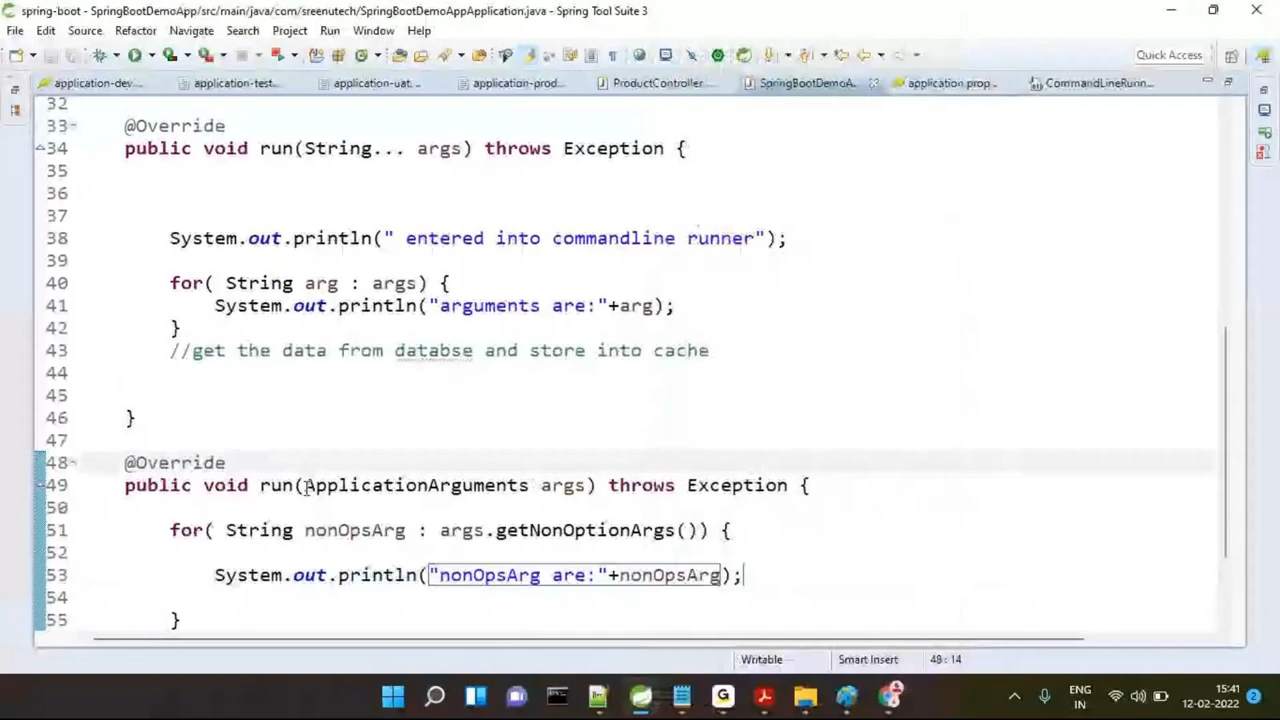 spring-boot - SpringBootDemoApp/src/main/java/com/sreenutech/SpringBootDemoAppApplication.java - Spring Tool Suite 3
File Edit Source Refactor Navigate Search Project Run Window Help
Quick Access
application-dev... application-test... application-uat... application-prod... ProductController... SpringBootDemoA... application.prop... CommandLineRunn...
32
33 @Override
34 public void run(String... args) throws Exception {
35
36
37
38 System.out.println(" entered into commandline runner");
39
40 for( String arg : args) {
41 System.out.println("arguments are:"+arg);
42 }
43 //get the data from databse and store into cache
44
45
46 }
47
48 @Override
49 public void run(ApplicationArguments args) throws Exception {
50
51 for( String nonOpsArg : args.getNonOptionArgs()) {
52
53 System.out.println("nonOpsArg are:"+nonOpsArg);
54
55 }
Writable Smart Insert 48 : 14
ENG 15:41
IN 12-02-2022 2